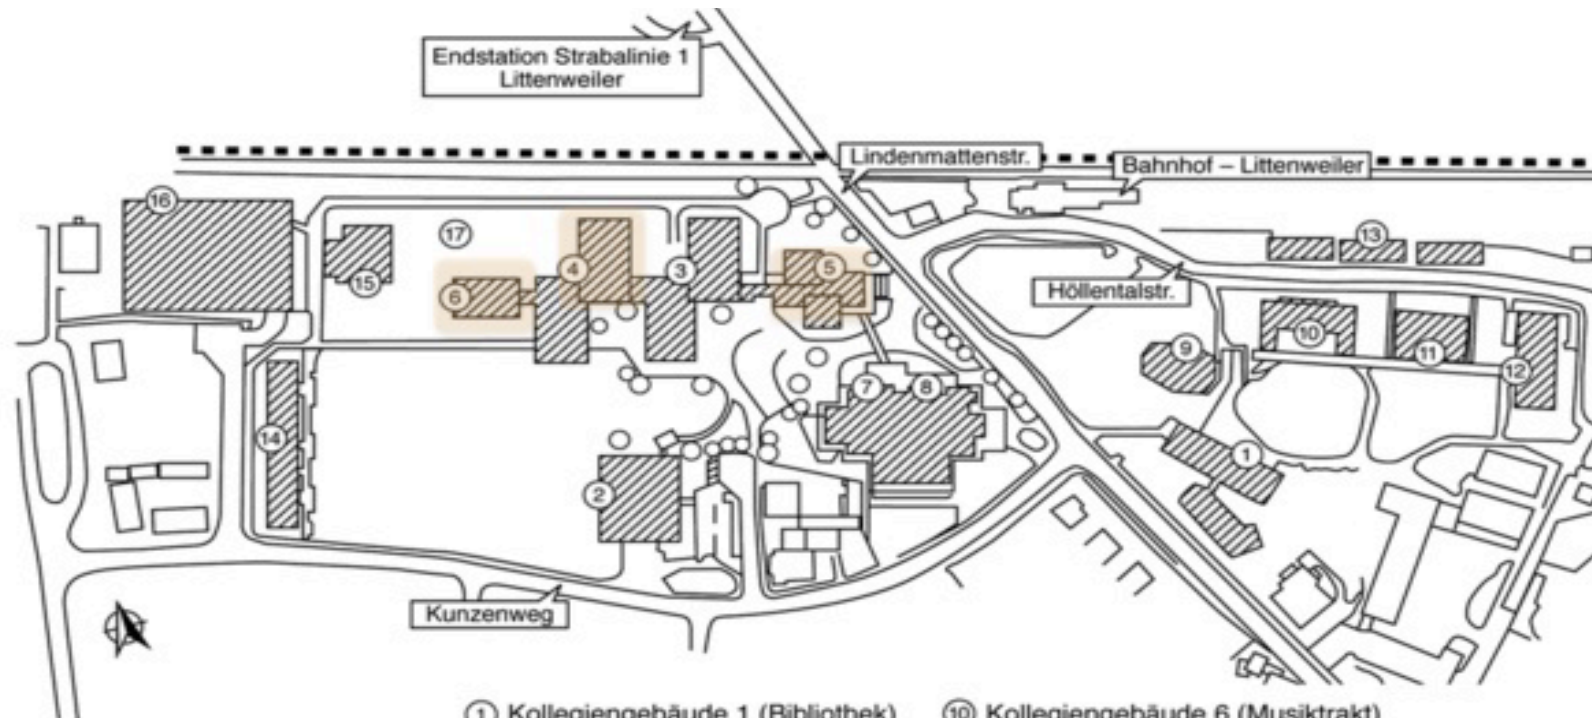 Endstation Strabalinie 1
Littenweiler
Lindenmattenstr.
Bahnhof – Littenweiler
16
17
13
4
3
5
15
6
Höllentalstr.
10
9
11
12
7
8
14
1
2
Kunzenweg
1 Kollegiengebäude 1 (Bibliothek)
10 Kollegiengebäude 6 (Musiktrakt)